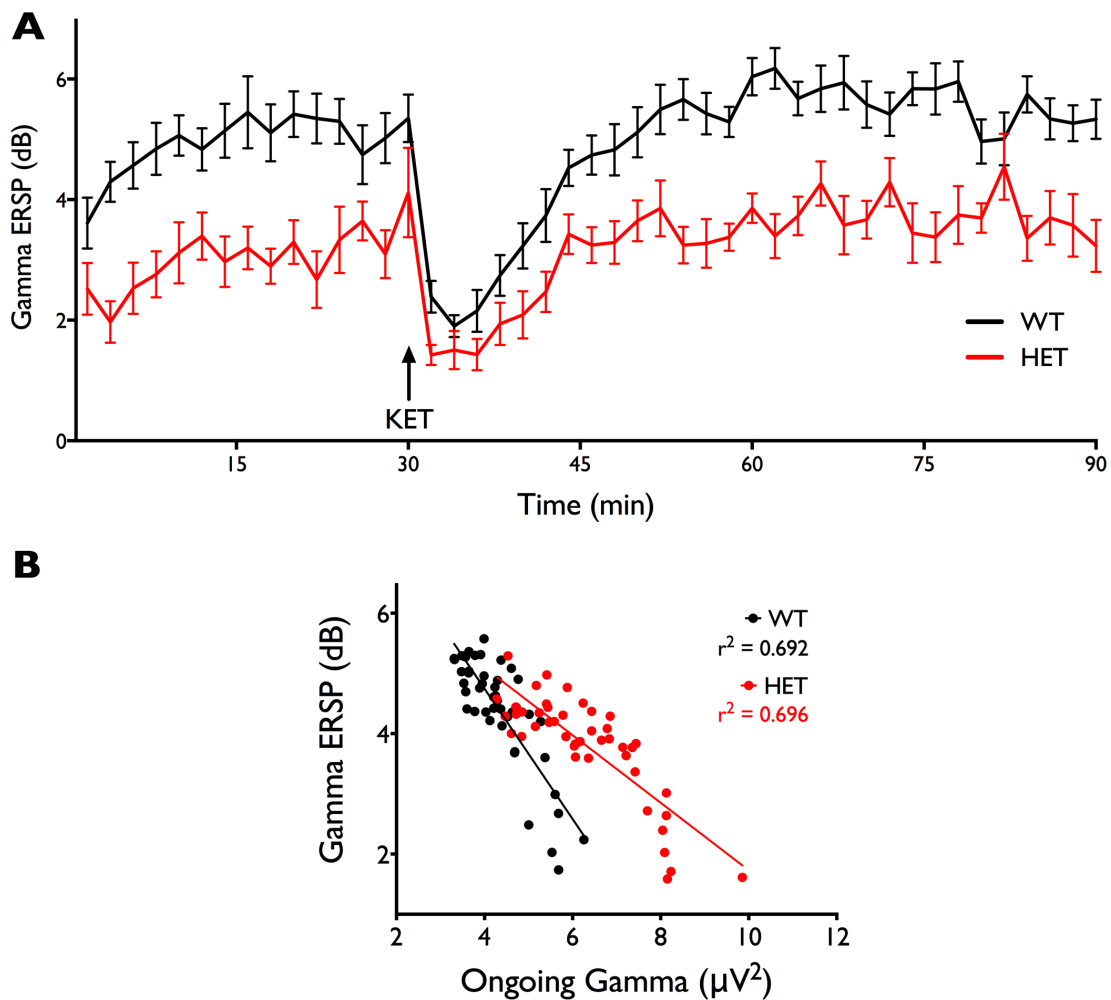 A
Gamma ERSP (dB)
6
4
2
0
WT
HET
KET
15
30
45
60
75
90
Time (min)
B
Gamma ERSP (dB)
6
4
2
WT
r² = 0.692
HET
r² = 0.696
2
4
6
8
10
12
Ongoing Gamma (μV²)